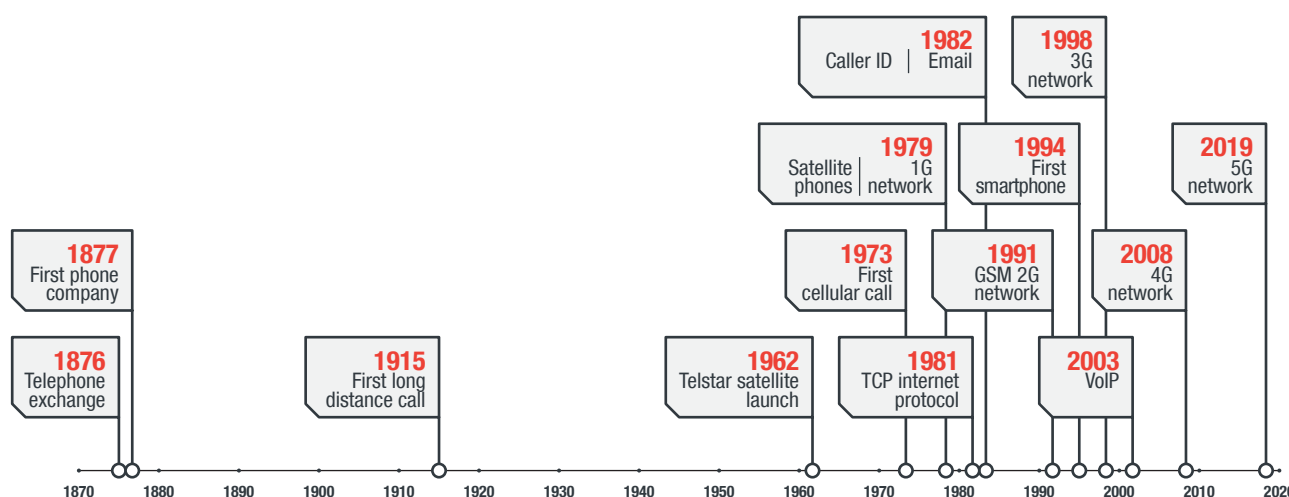 1982
Caller ID | Email
1998
3G
network
1979
Satellite phones | 1G network
1994
First
smartphone
2019
5G
network
1877
First phone
company
1973
First
cellular call
1991
GSM 2G
network
2008
4G
network
1876
Telephone
exchange
1915
First long
distance call
1962
Telstar satellite
launch
1981
TCP internet
protocol
2003
VoIP
1870 1880 1890 1900 1910 1920 1930 1940 1950 1960 1970 1980 1990 2000 2010 2020